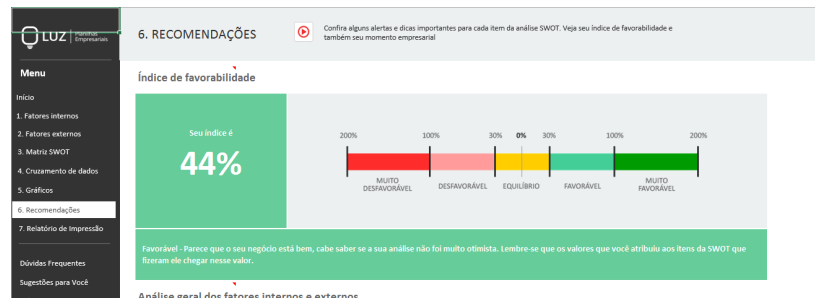 LUZ Planilhas Empresariais
6. RECOMENDAÇÕES
Confira alguns alertas e dicas importantes para cada item da análise SWOT. Veja seu índice de favorabilidade e
também seu momento empresarial
Menu
Início
1. Fatores internos
2. Fatores externos
3. Matriz SWOT
4. Cruzamento de dados
5. Gráficos
6. Recomendações
7. Relatório de Impressão
Dúvidas Frequentes
Sugestões para Você
Índice de favorabilidade
Seu índice é
44%
200% 100% 30% 0% 30% 100% 200%
MUITO DESFAVORÁVEL
DESFAVORÁVEL
EQUILÍBRIO
FAVORÁVEL
MUITO FAVORÁVEL
Favorável - Parece que o seu negócio está bem, cabe saber se a sua análise não foi muito otimista. Lembre-se que os valores que você atribuiu aos itens da SWOT que
fizeram ele chegar nesse valor.
Análise geral dos fatores internos e externos